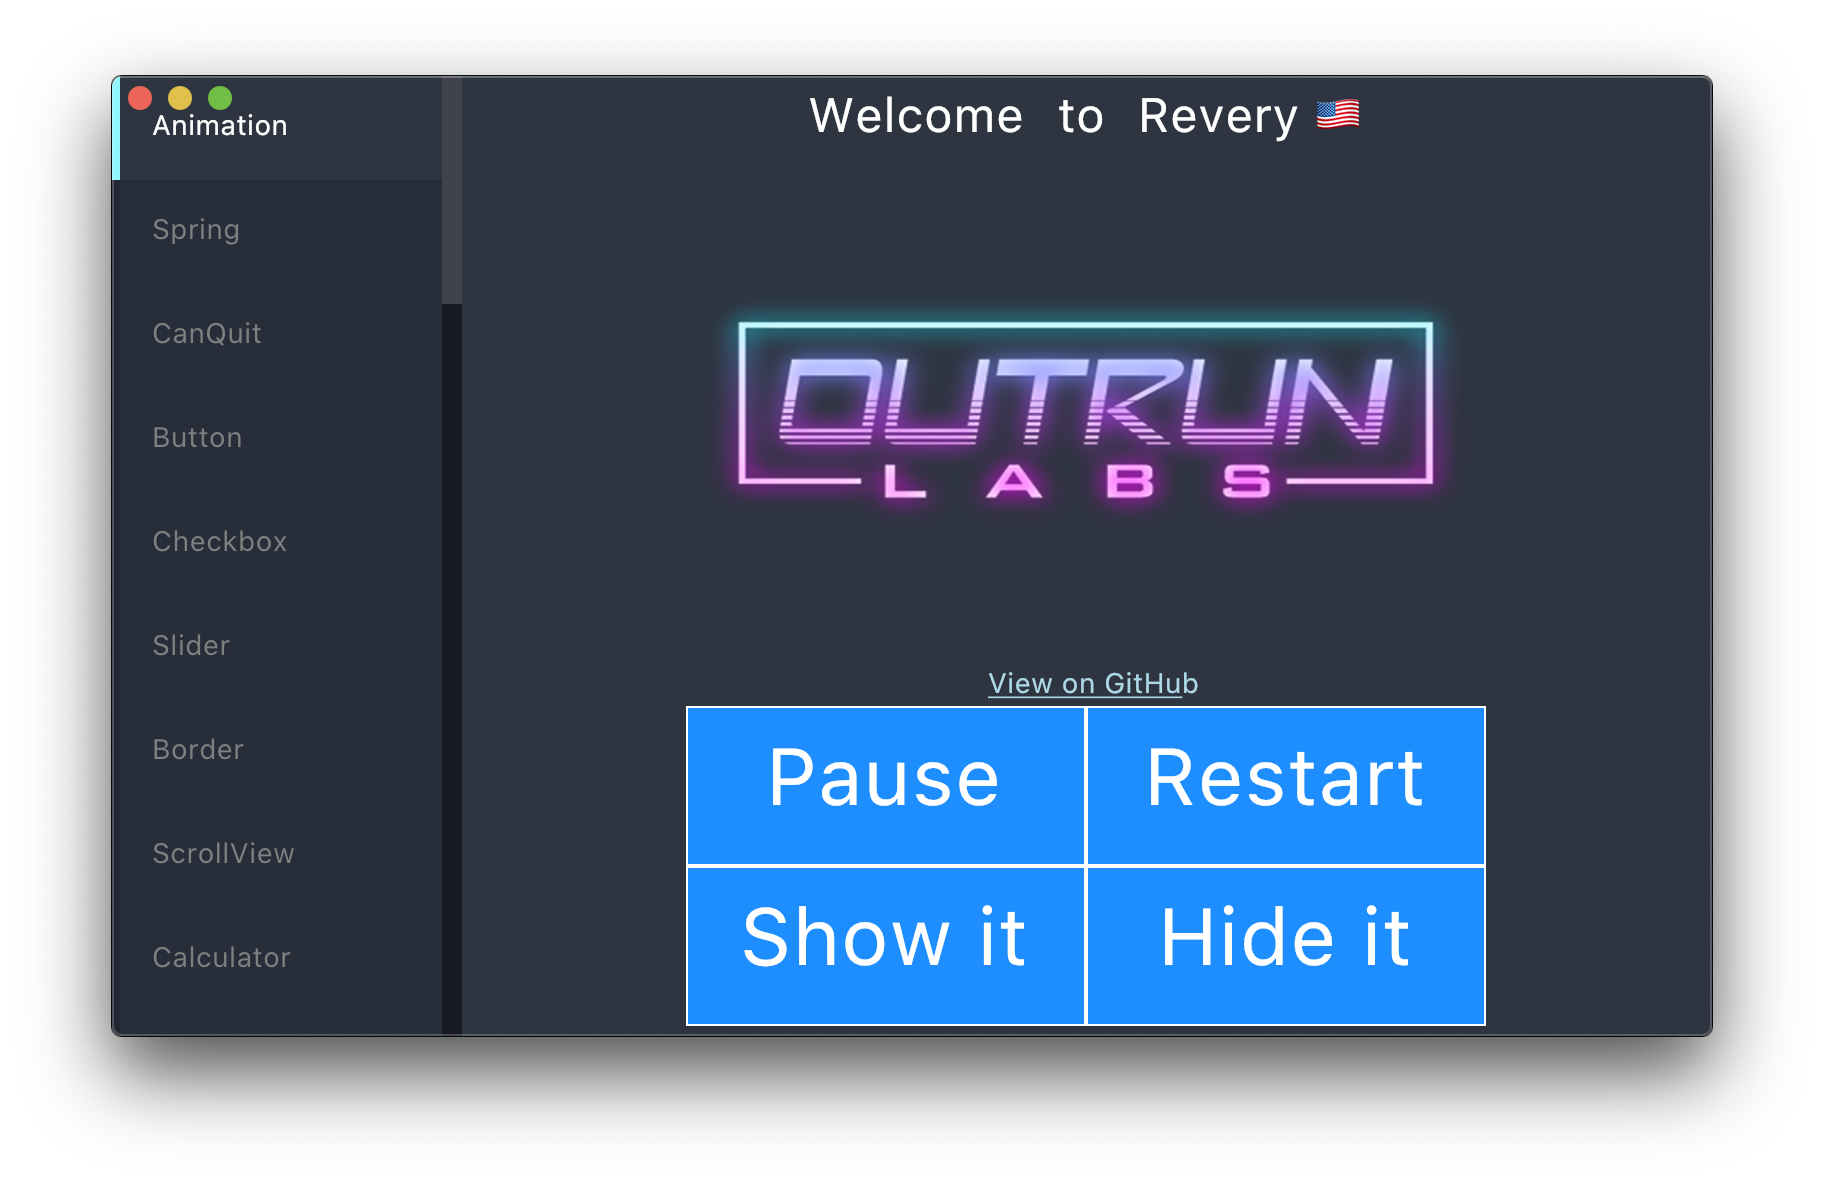 Animation
Spring
CanQuit
Button
Checkbox
Slider
Border
ScrollView
Calculator
Welcome to Revery 🇺🇸
OUTRUN
LABS
View on GitHub
Pause
Restart
Show it
Hide it